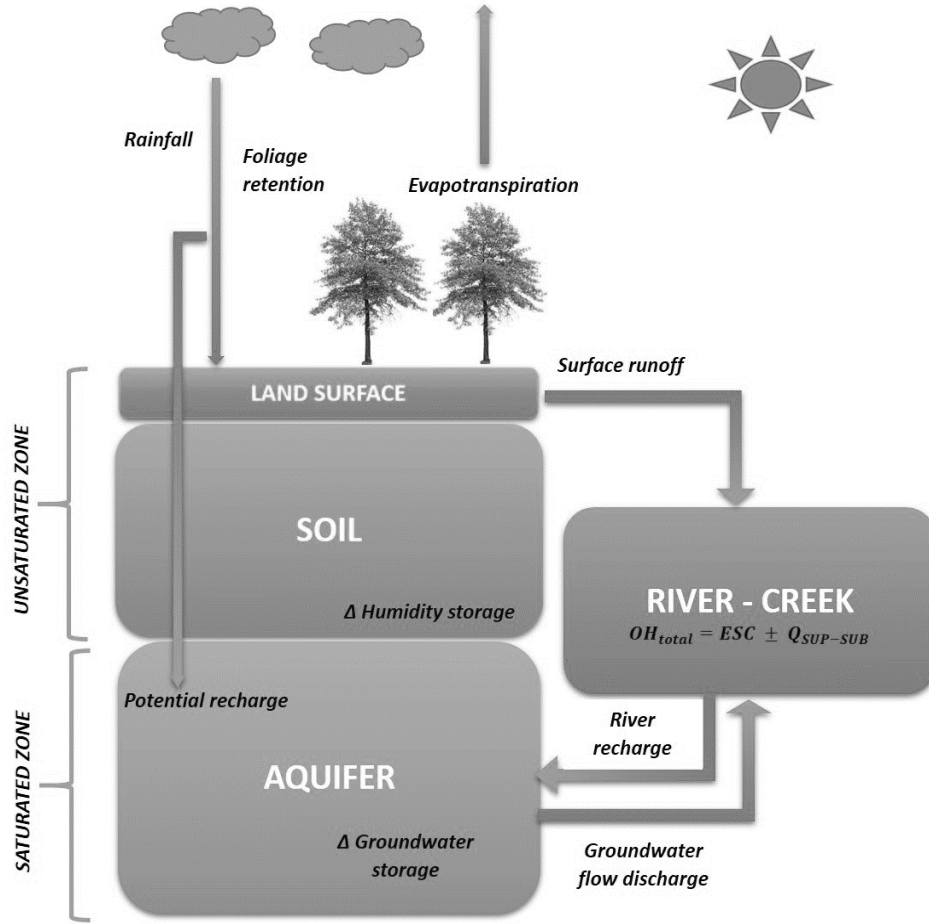 Rainfall
Foliage
retention
Evapotranspiration
Surface runoff
LAND SURFACE
UNSATURATED ZONE
SOIL
Δ Humidity storage
RIVER - CREEK
OH_total = ESC ± Q_SUP-SUB
SATURATED ZONE
Potential recharge
River
recharge
AQUIFER
Δ Groundwater
storage
Groundwater
flow discharge